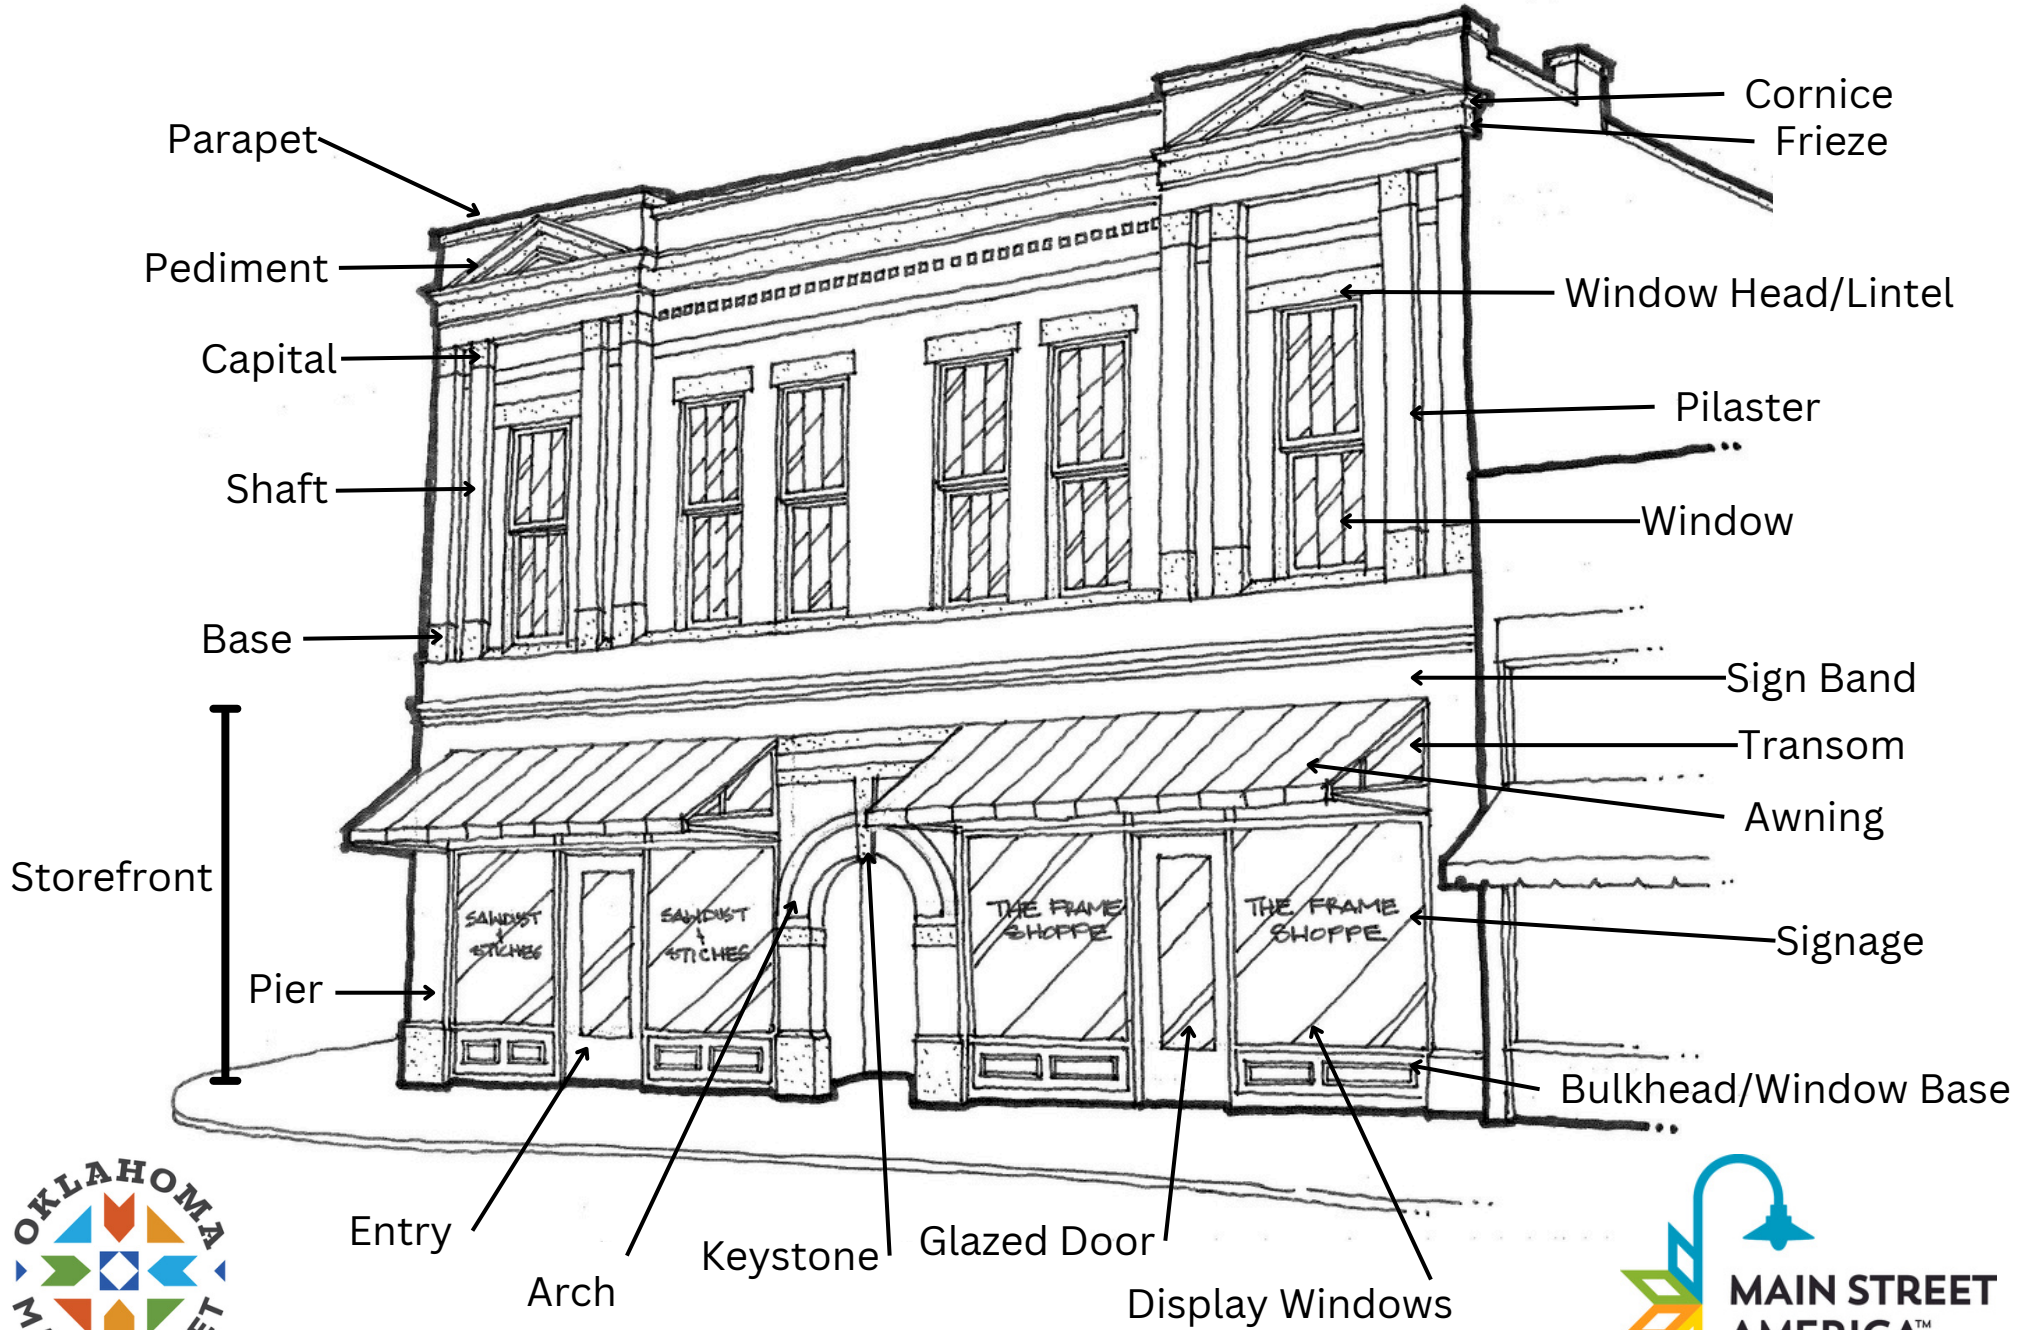 Cornice
Parapet
Frieze
Pediment
Window Head/Lintel
Capital
Pilaster
Shaft
Window
Base
Sign Band
Transom
Awning
Storefront
SAWDUST
&
STICHES
SAWDUST
&
STICHES
THE FRAME
SHOPPE
THE FRAME
SHOPPE
Signage
Pier
Bulkhead/Window Base
Entry
Arch
Keystone
Glazed Door
Display Windows
OKLAHOMA
MAIN STREET
AMERICA™